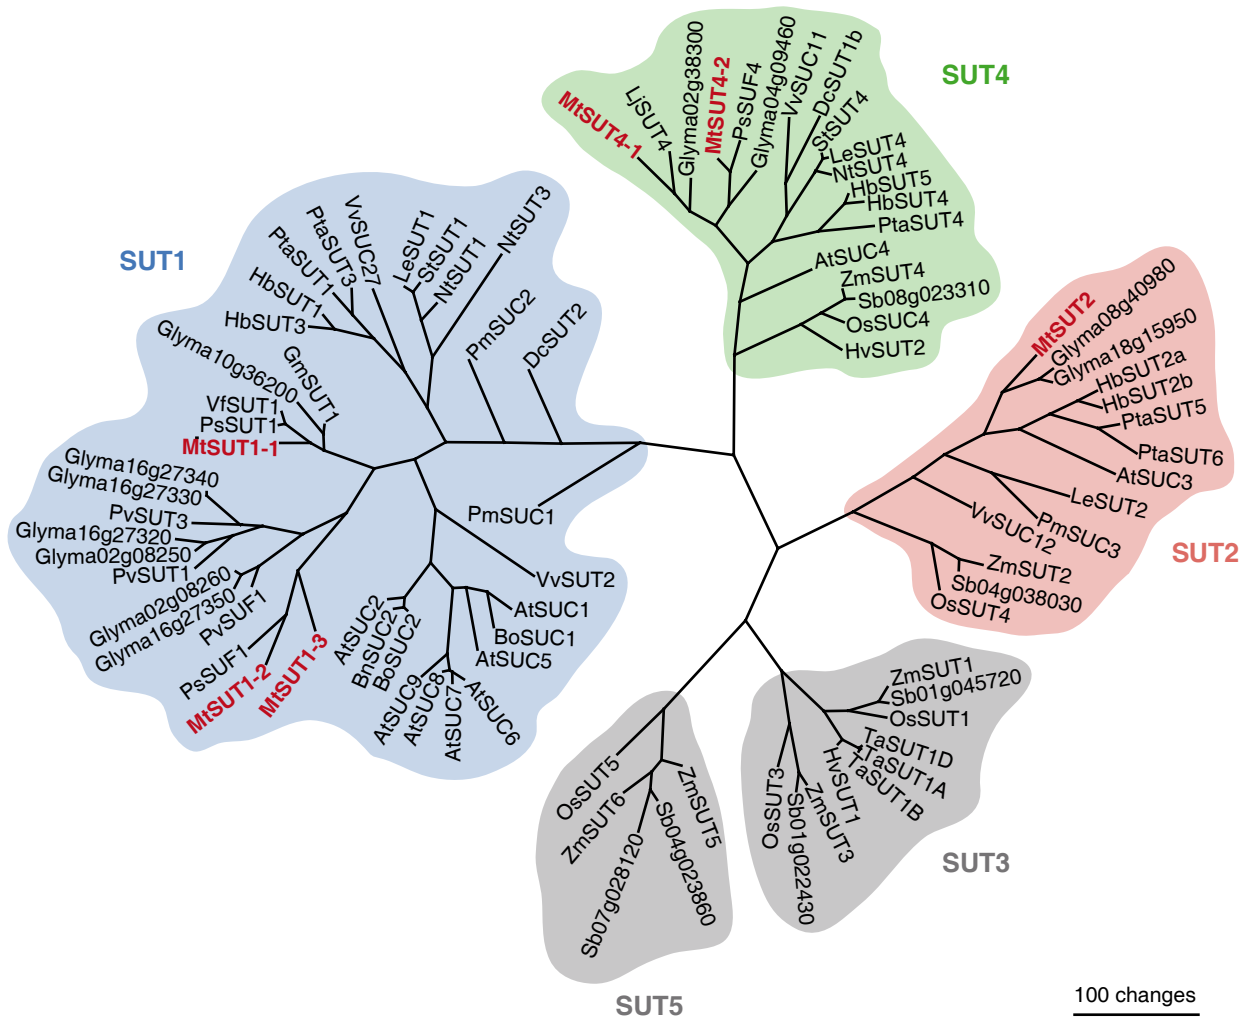 SUT4
MtSUT4-1
LjSUT4
Glyma02g38300
MtSUT4-2
PsSUF4
Glyma04g09460
VvSUC11
DcSUT1b
StSUT4
LeSUT4
NtSUT4
HbSUT5
HbSUT4
PtaSUT4
AtSUC4
ZmSUT4
Sb08g023310
OsSUC4
HvSUT2
SUT1
HbSUT3
HbSUT1
PtaSUT1
PtaSUT3
VvSUC27
LeSUT1
StSUT1
NtSUT1
NtSUT3
PmSUC2
DcSUT2
Glyma10g36200
GmSUT1
VfSUT1
PsSUT1
MtSUT1-1
Glyma16g27340
Glyma16g27330
PvSUT3
Glyma16g27320
Glyma02g08250
PvSUT1
Glyma02g08260
Glyma16g27350
PvSUF1
PsSUF1
MtSUT1-2
MtSUT1-3
AtSUC2
BnSUC2
BoSUC2
AtSUC9
AtSUC8
AtSUC7
AtSUC6
AtSUC5
BoSUC1
AtSUC1
VvSUT2
PmSUC1
MtSUT2
Glyma08g40980
Glyma18g15950
HbSUT2a
HbSUT2b
PtaSUT5
PtaSUT6
AtSUC3
LeSUT2
PmSUC3
VvSUC12
ZmSUT2
Sb04g038030
OsSUT4
SUT2
ZmSUT1
Sb01g045720
OsSUT1
TaSUT1D
TaSUT1A
TaSUT1B
HvSUT1
ZmSUT3
Sb01g022430
OsSUT3
SUT3
OsSUT5
ZmSUT6
Sb07g028120
Sb04g023860
ZmSUT5
SUT5
100 changes